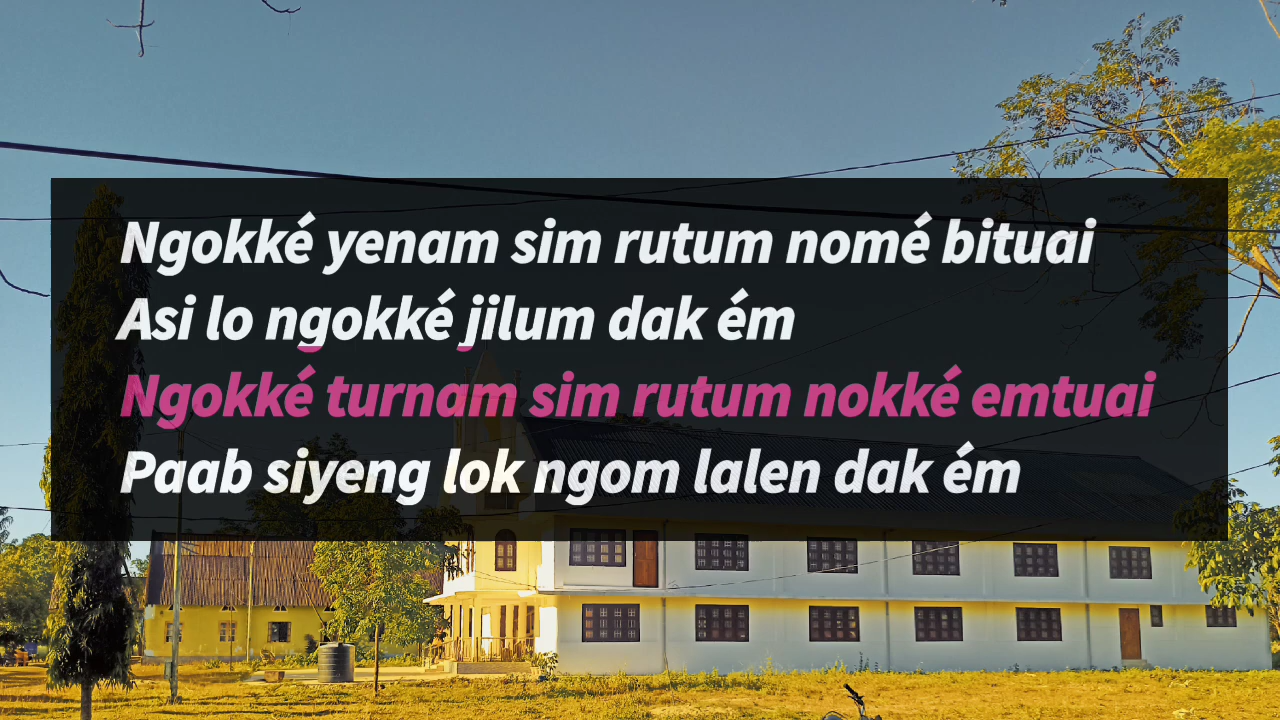 Ngokké yenam sim rutum nomé bituai
Asi lo ngokké jilum dak ém
Ngokké turnam sim rutum nokké emtuai
Paab siyeng lok ngom lalen dak ém